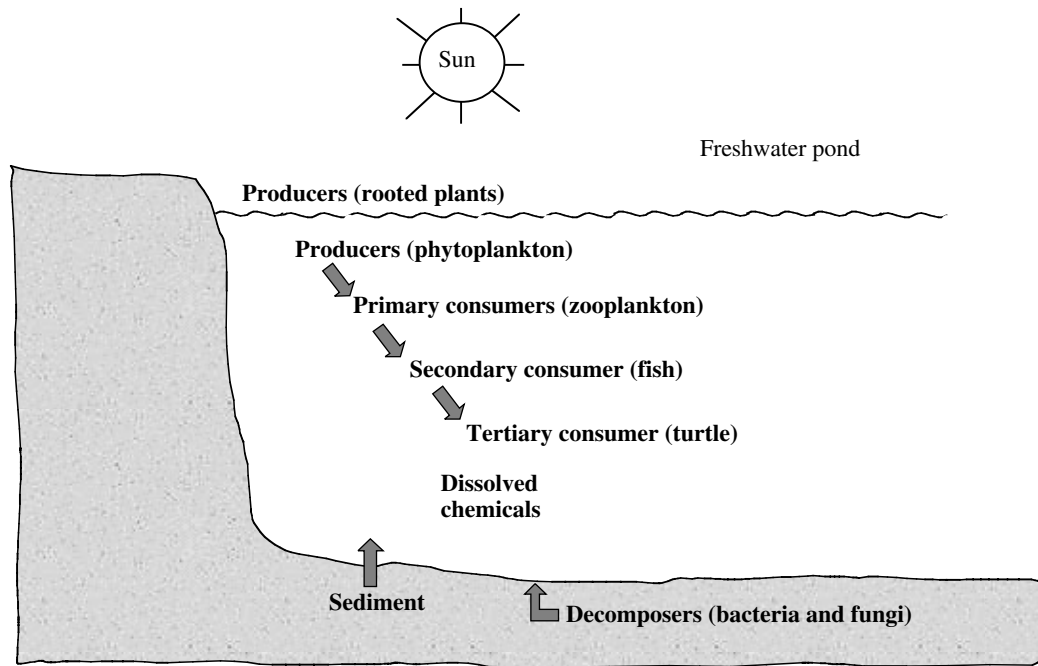 Sun
Freshwater pond
Producers (rooted plants)
Producers (phytoplankton)
Primary consumers (zooplankton)
Secondary consumer (fish)
Tertiary consumer (turtle)
Dissolved
chemicals
Sediment
Decomposers (bacteria and fungi)